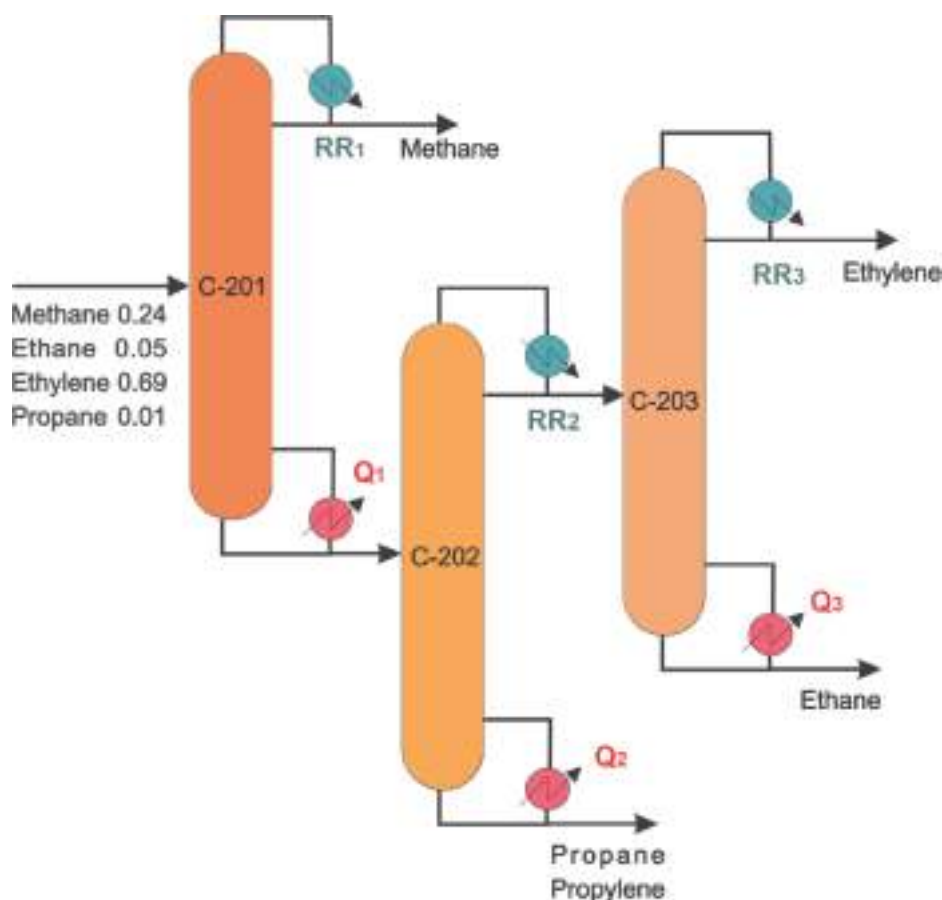 RR1
Methane
C-201
Methane 0.24
Ethane 0.05
Ethylene 0.69
Propane 0.01
Q1
RR3
Ethylene
C-203
RR2
C-202
Q3
Ethane
Q2
Propane
Propylene